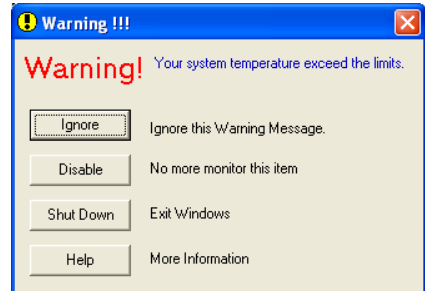 Warning !!!
Warning! Your system temperature exceed the limits.
Ignore Ignore this Warning Message.
Disable No more monitor this item
Shut Down Exit Windows
Help More Information